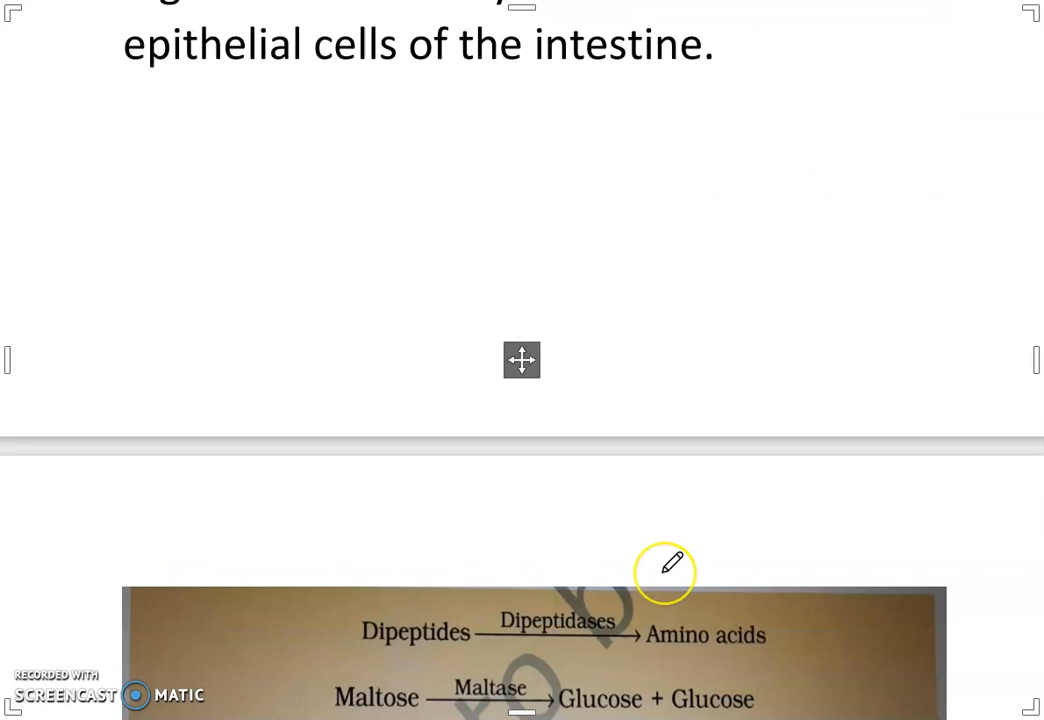 epithelial cells of the intestine.
Dipeptidases
Dipeptides Amino acids
Maltase
Maltose Glucose + Glucose
RECORDED WITH
SCREENCAST MATIC